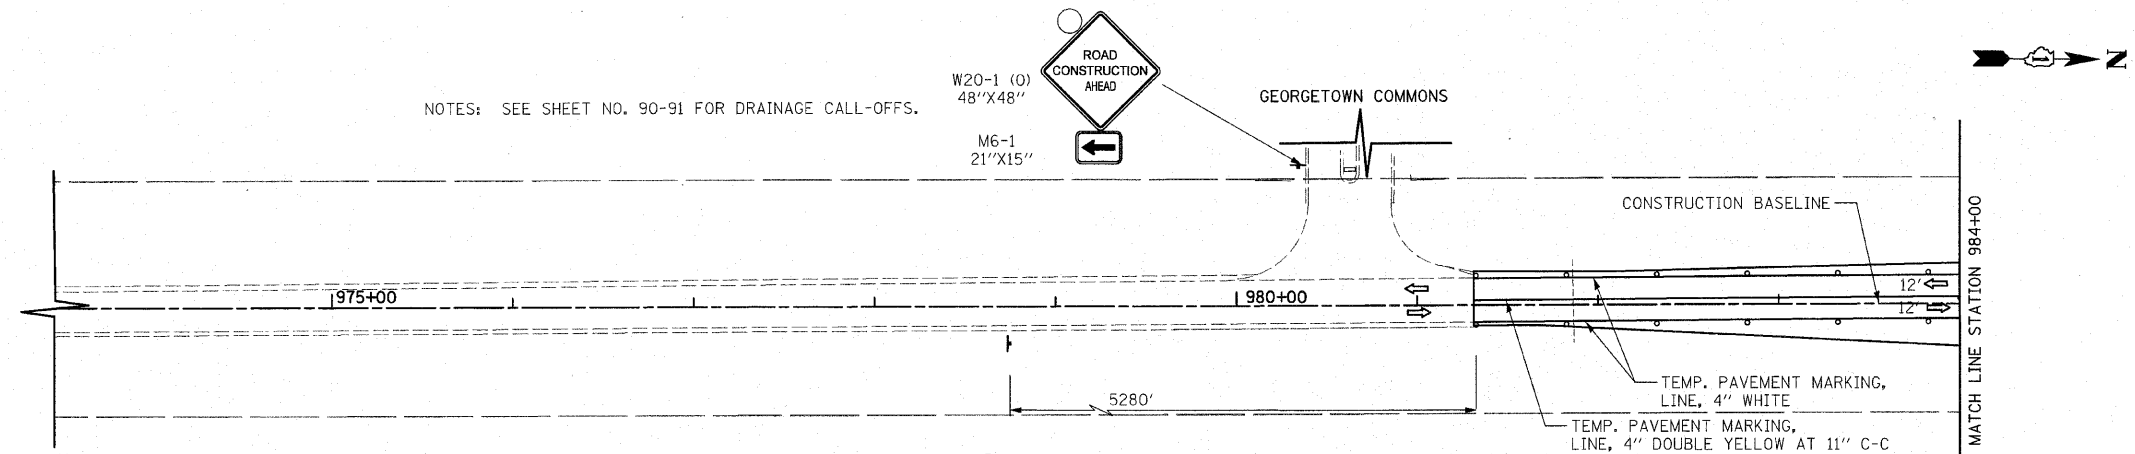 ROAD
CONSTRUCTION
AHEAD
W20-1 (O)
48"X48"
M6-1
21"X15"
NOTES: SEE SHEET NO. 90-91 FOR DRAINAGE CALL-OFFS.
GEORGETOWN COMMONS
N
CONSTRUCTION BASELINE
975+00
980+00
12'
12'
5280'
TEMP. PAVEMENT MARKING,
LINE, 4" WHITE
TEMP. PAVEMENT MARKING,
LINE, 4" DOUBLE YELLOW AT 11" C-C
MATCH LINE STATION 984+00